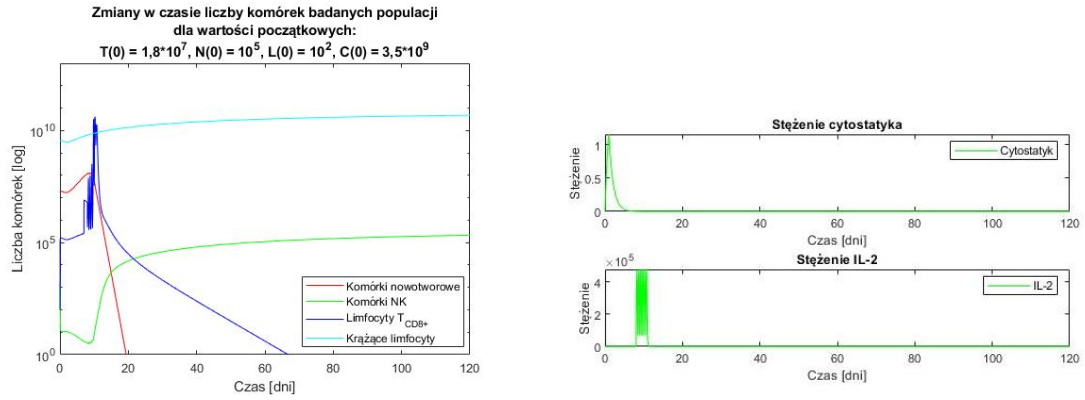 Zmiany w czasie liczby komórek badanych populacji
dla wartości początkowych:
T(0) = 1,8*10^7, N(0) = 10^5, L(0) = 10^2, C(0) = 3,5*10^9
Liczba komórek [log]
10^10
10^5
10^0
0 20 40 60 80 100 120
Czas [dni]
Komórki nowotworowe
Komórki NK
Limfocyty T_CD8+
Krążące limfocyty
Stężenie cytostatyka
Stężenie
1
0.5
0
0 20 40 60 80 100 120
Czas [dni]
Cytostatyk
×10^5
Stężenie IL-2
Stężenie
4
2
0
0 20 40 60 80 100 120
Czas [dni]
IL-2